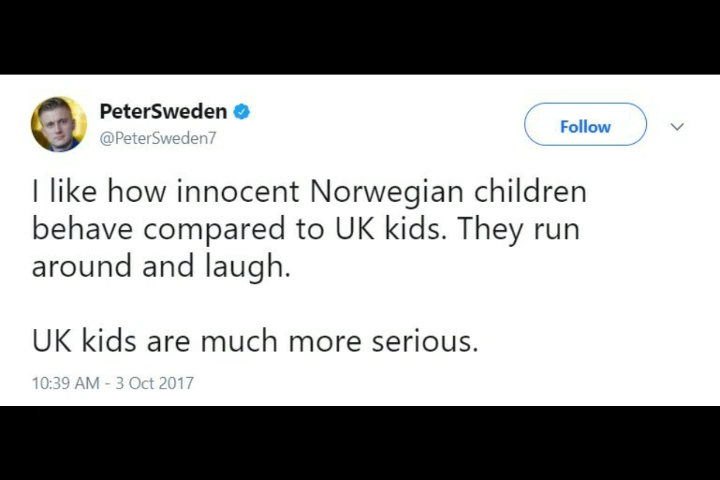 PeterSweden
@PeterSweden7
Follow
I like how innocent Norwegian children
behave compared to UK kids. They run
around and laugh.
UK kids are much more serious.
10:39 AM - 3 Oct 2017